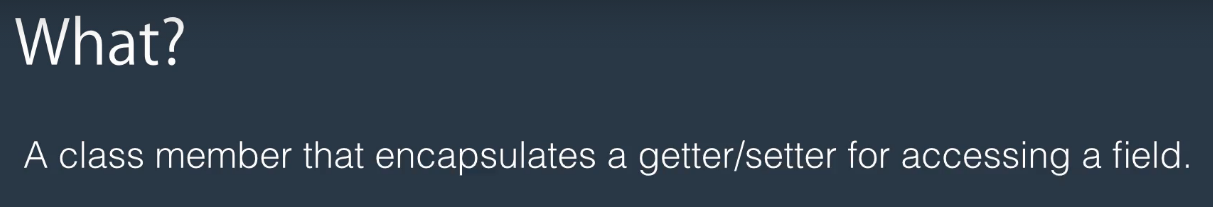 What?
A class member that encapsulates a getter/setter for accessing a field.